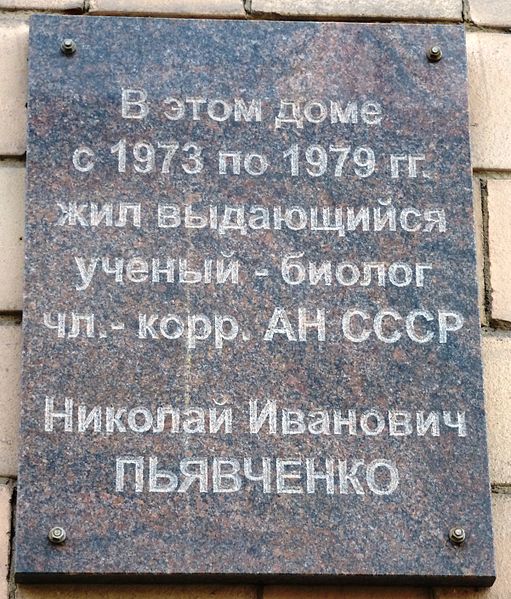 В этом доме
с 1973 по 1979 гг.
жил выдающийся
ученый - биолог
чл.- корр. АН СССР
Николай Иванович
ПЬЯВЧЕНКО